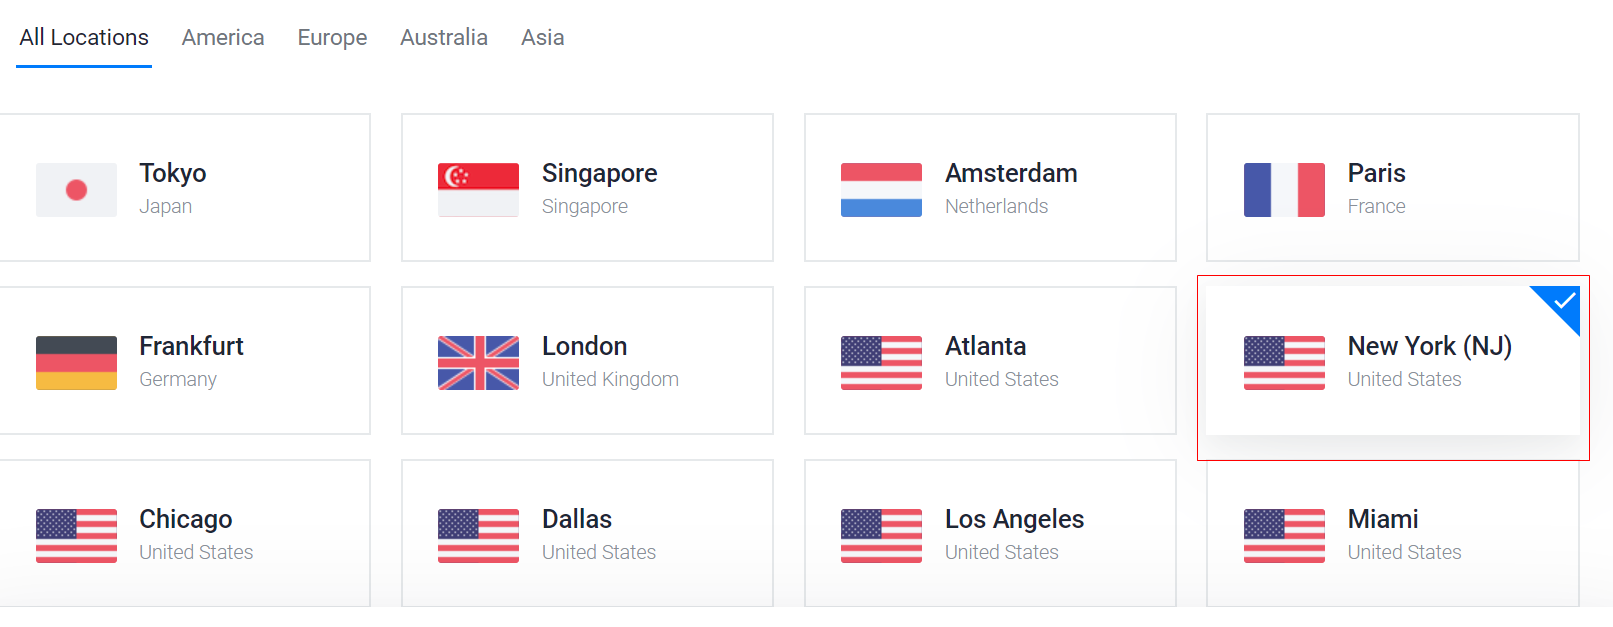 All Locations America Europe Australia Asia
Tokyo
Japan
Singapore
Singapore
Amsterdam
Netherlands
Paris
France
Frankfurt
Germany
London
United Kingdom
Atlanta
United States
New York (NJ)
United States
Chicago
United States
Dallas
United States
Los Angeles
United States
Miami
United States